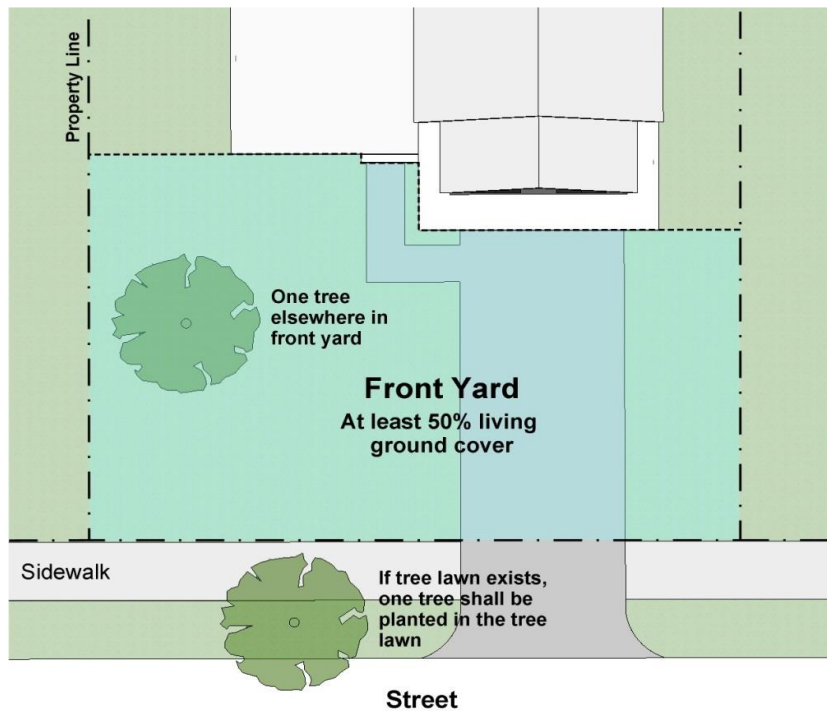 Property Line
One tree
elsewhere in
front yard
Front Yard
At least 50% living
ground cover
Sidewalk
If tree lawn exists,
one tree shall be
planted in the tree
lawn
Street